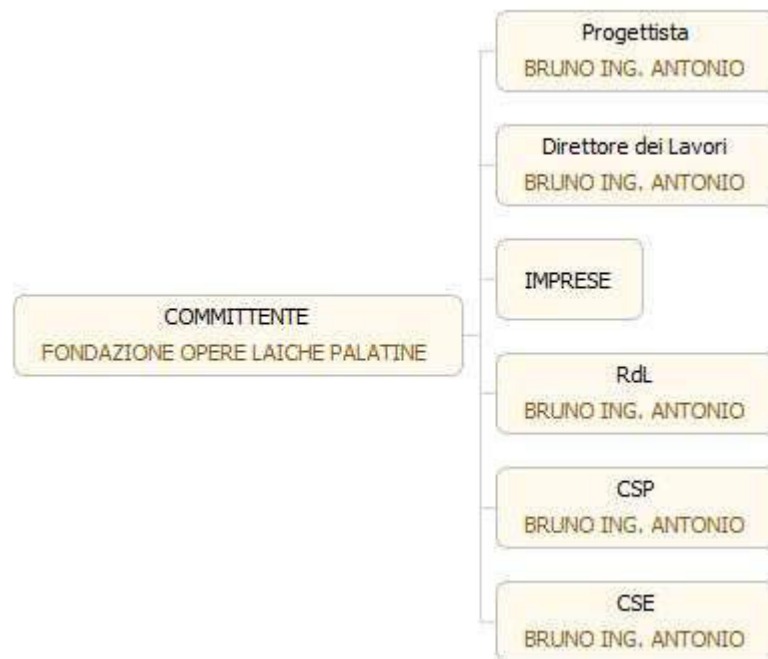 Progettista
BRUNO ING. ANTONIO
Direttore dei Lavori
BRUNO ING. ANTONIO
IMPRESE
COMMITTENTE
FONDAZIONE OPERE LAICHE PALATINE
RdL
BRUNO ING. ANTONIO
CSP
BRUNO ING. ANTONIO
CSE
BRUNO ING. ANTONIO